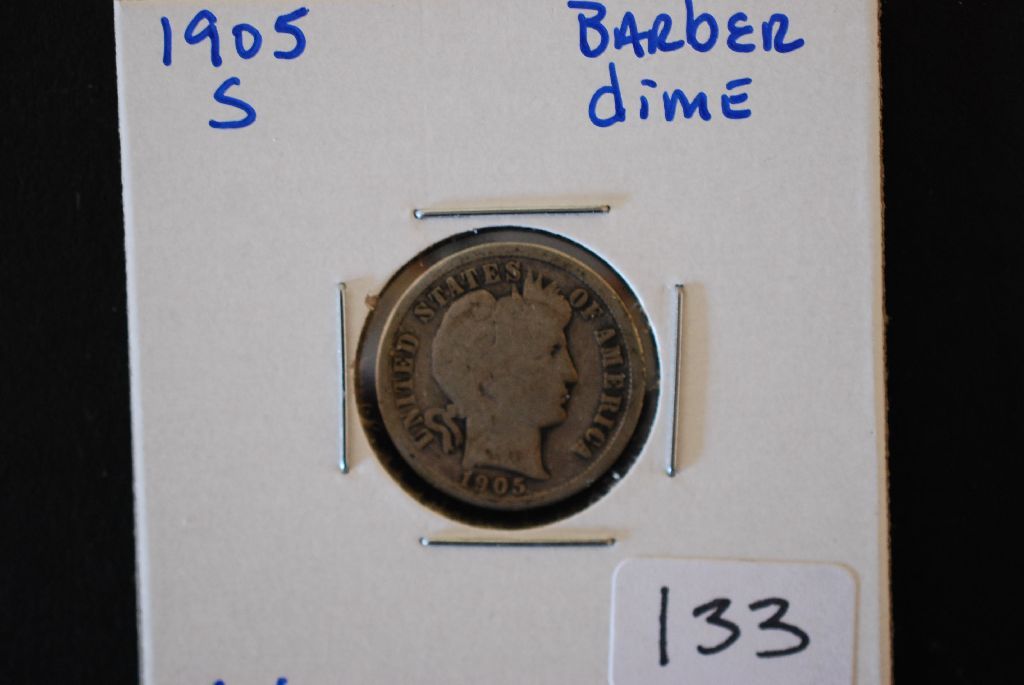 1905 BARbER
S dimE
UNITED STATES OF AMERICA
1905
133